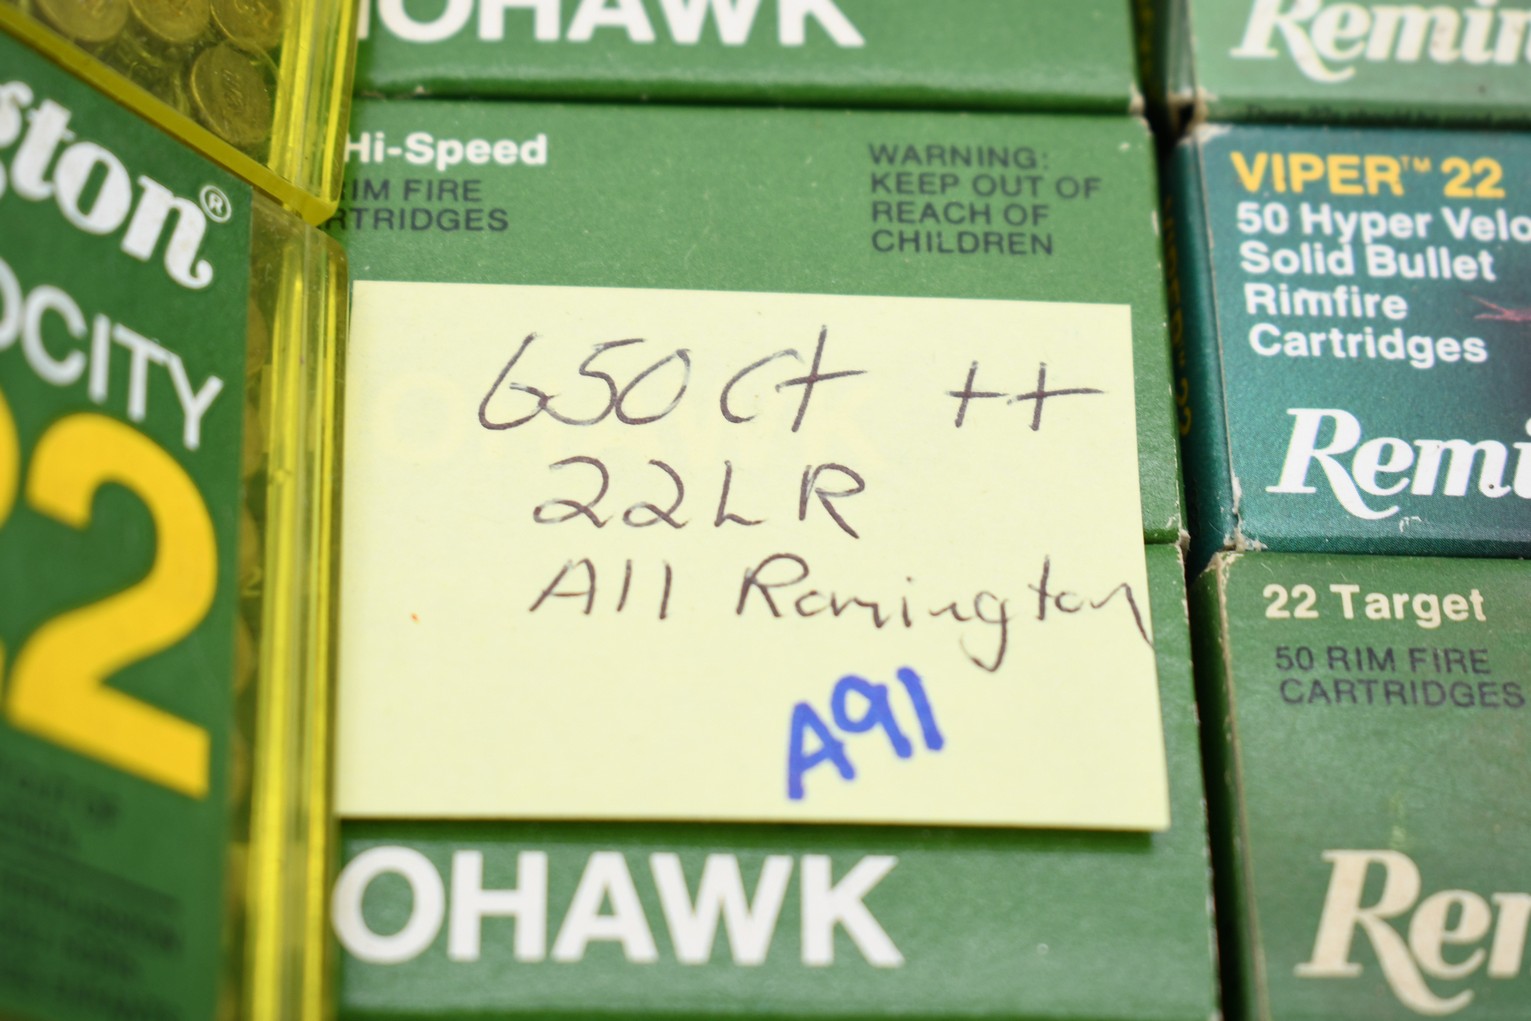 OHAWK
Remin
Hi-Speed
IM FIRE
RTRIDGES
WARNING:
KEEP OUT OF
REACH OF
CHILDREN
ston®
OCITY
22
650 ct ++
22LR
All Remington
A91
OHAWK
VIPER™ 22
50 Hyper Velo
Solid Bullet
Rimfire
Cartridges
Remi
22 Target
50 RIM FIRE
CARTRIDGES
Rer